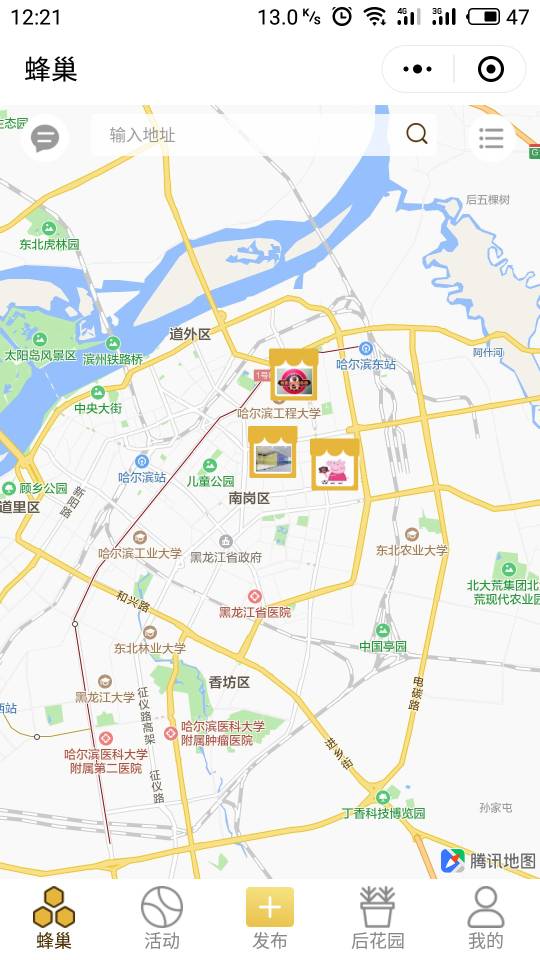 12:21
13.0 K/s 4G 3G 47
蜂巢
输入地址
生态园
G
后五棵树
东北虎林园
道外区
太阳岛风景区
滨州铁路桥
阿什河
哈尔滨东站
1号
中央大街
哈尔滨工程大学
哈尔滨站
儿童公园
顾乡公园
道里区
新阳路
南岗区
哈尔滨工业大学
黑龙江省政府
东北农业大学
北大荒集团北
荒现代农业园
和兴路
黑龙江省医院
东北林业大学
中国亭园
黑龙江大学
香坊区
征仪路高架
电碳路
西站
哈尔滨医科大学
附属肿瘤医院
哈尔滨医科大学
附属第二医院
进乡街
征仪路
丁香科技博览园
孙家屯
腾讯地图
蜂巢
活动
发布
后花园
我的